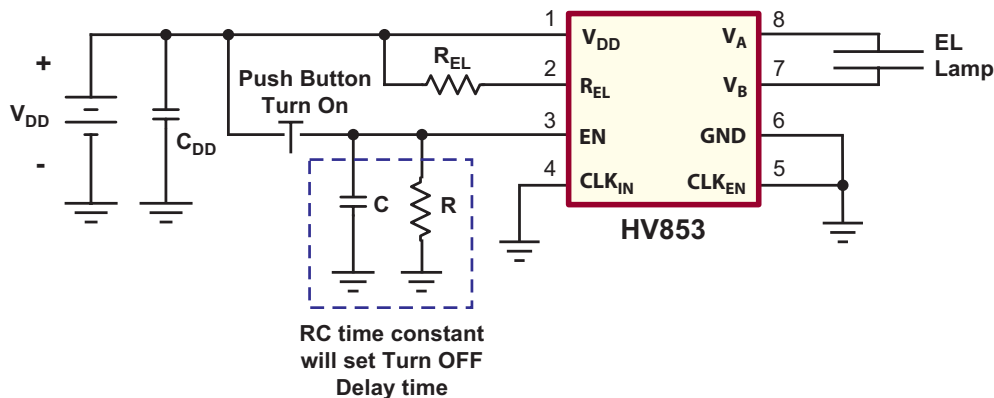 1
8
+
V_DD
-
C_DD
R_EL
Push Button
Turn On
2
3
4
V_DD
R_EL
EN
CLK_IN
V_A
V_B
GND
CLK_EN
7
6
5
EL
Lamp
HV853
C
R
RC time constant
will set Turn OFF
Delay time